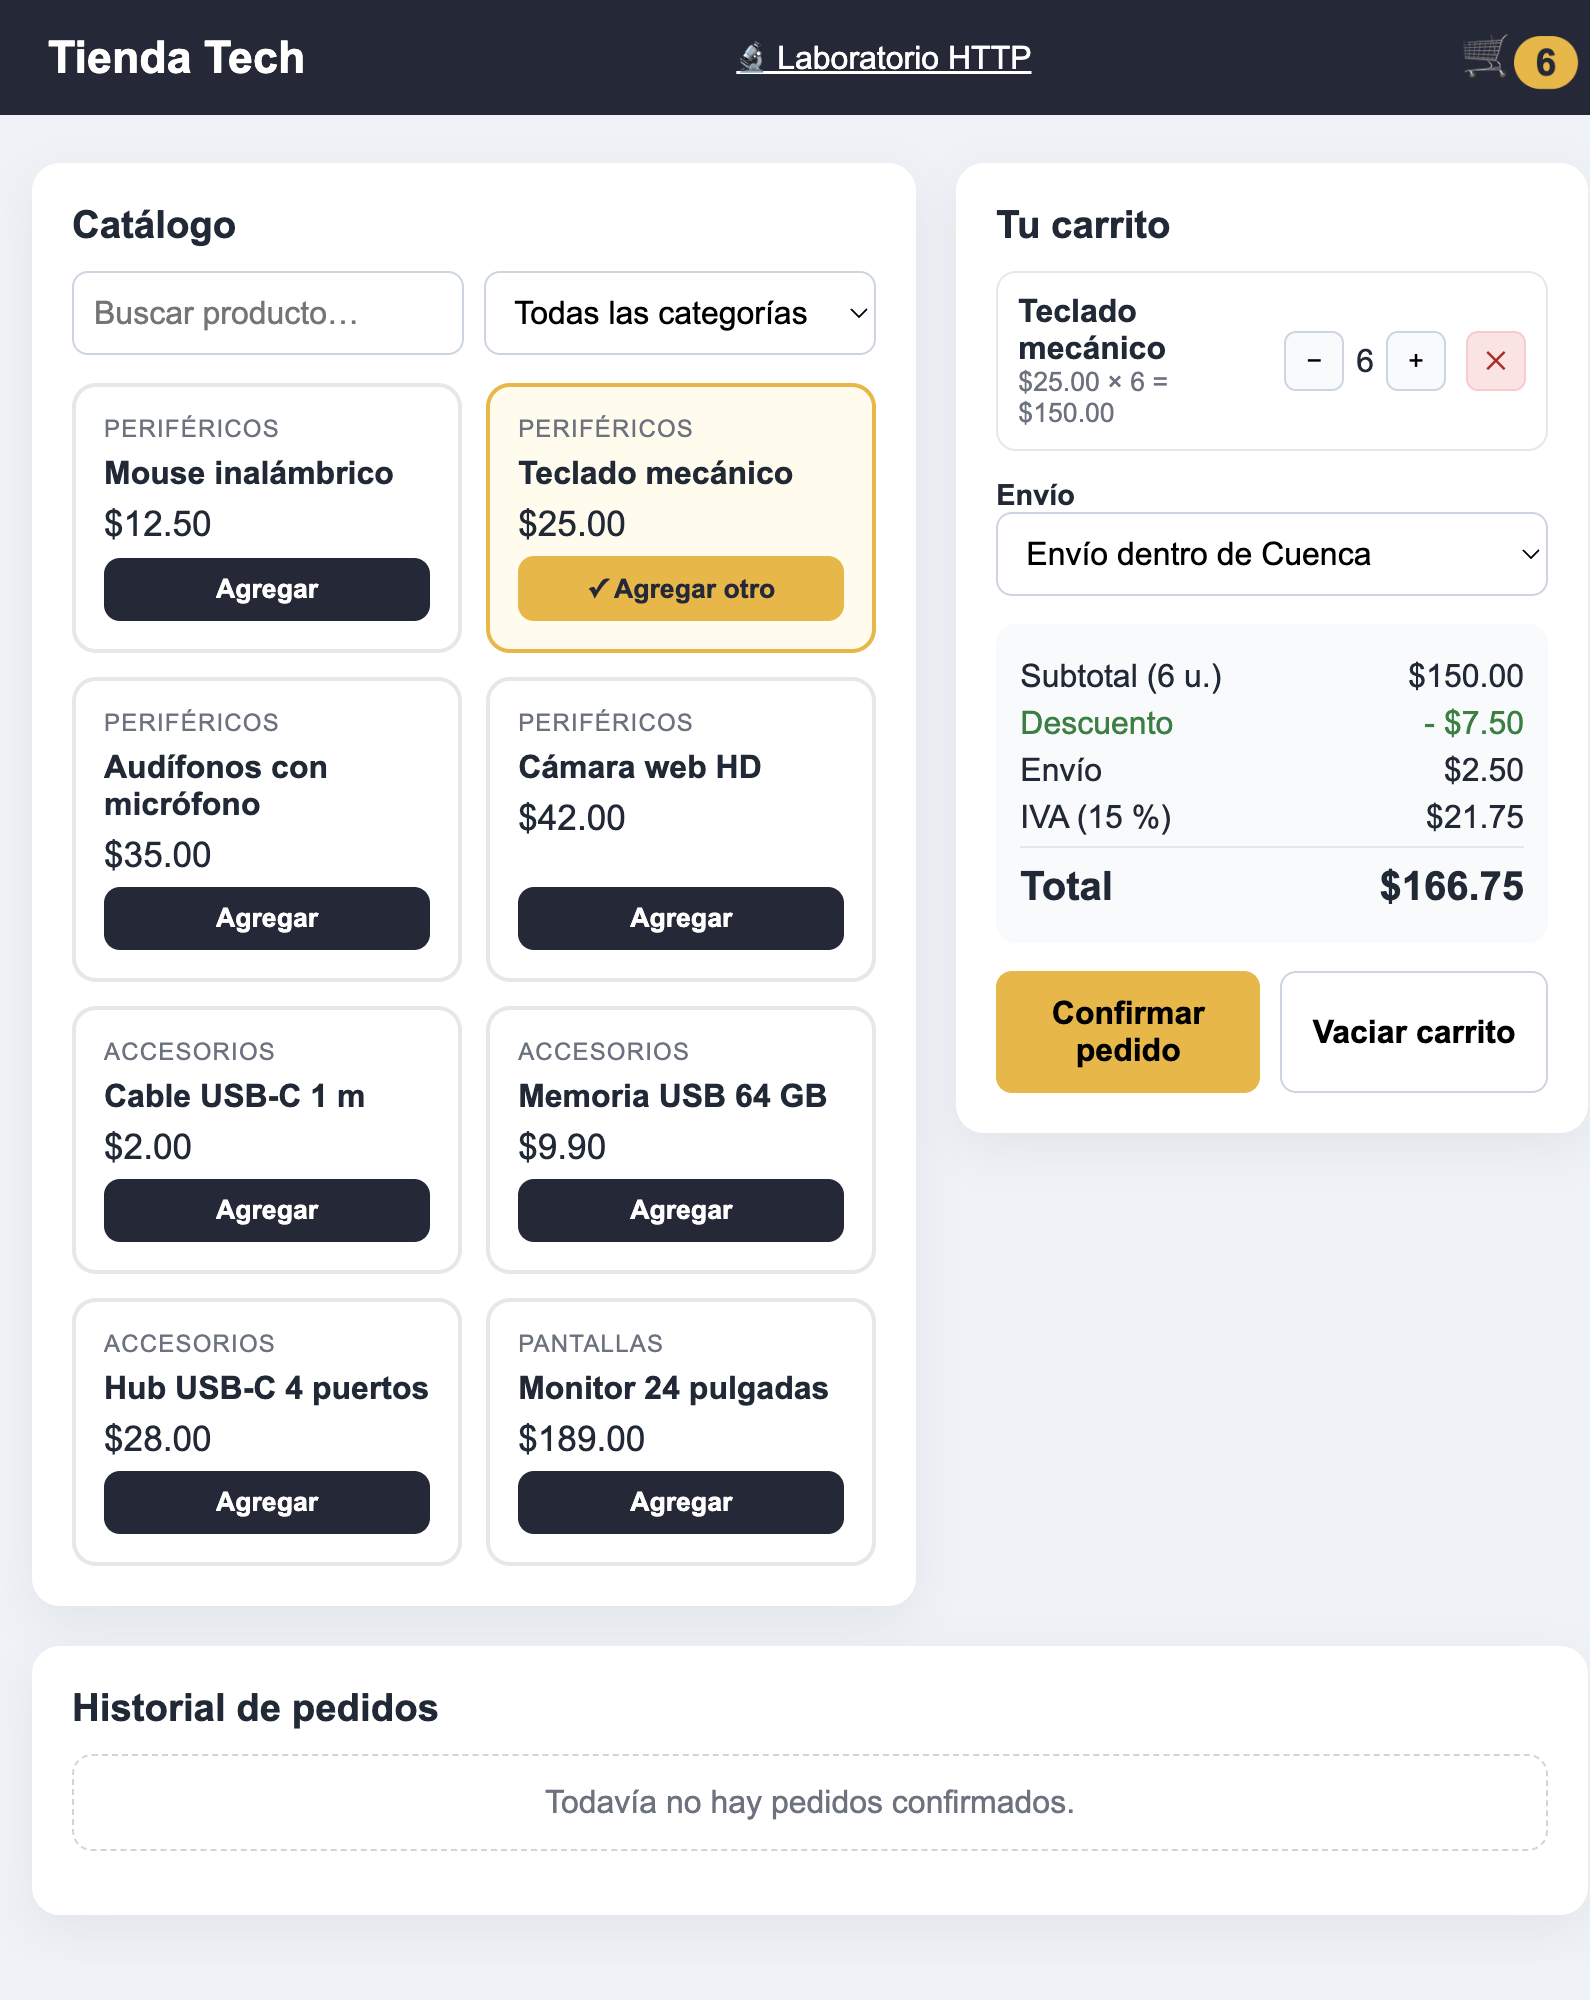 Tienda Tech
🔬 Laboratorio HTTP
🛒 6
Catálogo
Buscar producto…
Todas las categorías
PERIFÉRICOS
Mouse inalámbrico
$12.50
Agregar
PERIFÉRICOS
Teclado mecánico
$25.00
✓ Agregar otro
PERIFÉRICOS
Audífonos con
micrófono
$35.00
Agregar
PERIFÉRICOS
Cámara web HD
$42.00
Agregar
ACCESORIOS
Cable USB-C 1 m
$2.00
Agregar
ACCESORIOS
Memoria USB 64 GB
$9.90
Agregar
ACCESORIOS
Hub USB-C 4 puertos
$28.00
Agregar
PANTALLAS
Monitor 24 pulgadas
$189.00
Agregar
Tu carrito
Teclado
mecánico
$25.00 × 6 =
$150.00
− 6 + ×
Envío
Envío dentro de Cuenca
Subtotal (6 u.) $150.00
Descuento - $7.50
Envío $2.50
IVA (15 %) $21.75
Total $166.75
Confirmar
pedido
Vaciar carrito
Historial de pedidos
Todavía no hay pedidos confirmados.